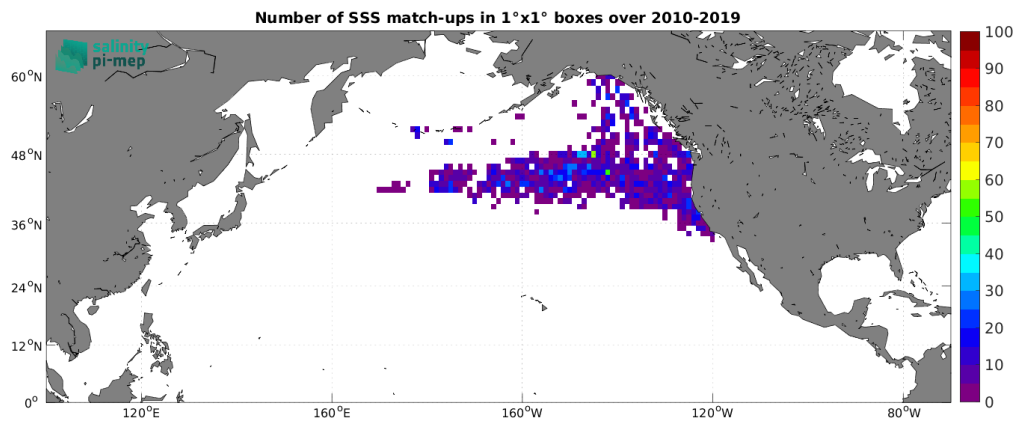 Number of SSS match-ups in 1°x1° boxes over 2010-2019
salinity
pi-mep
60°N
48°N
36°N
24°N
12°N
0°
120°E
160°E
160°W
120°W
80°W
100
90
80
70
60
50
40
30
20
10
0